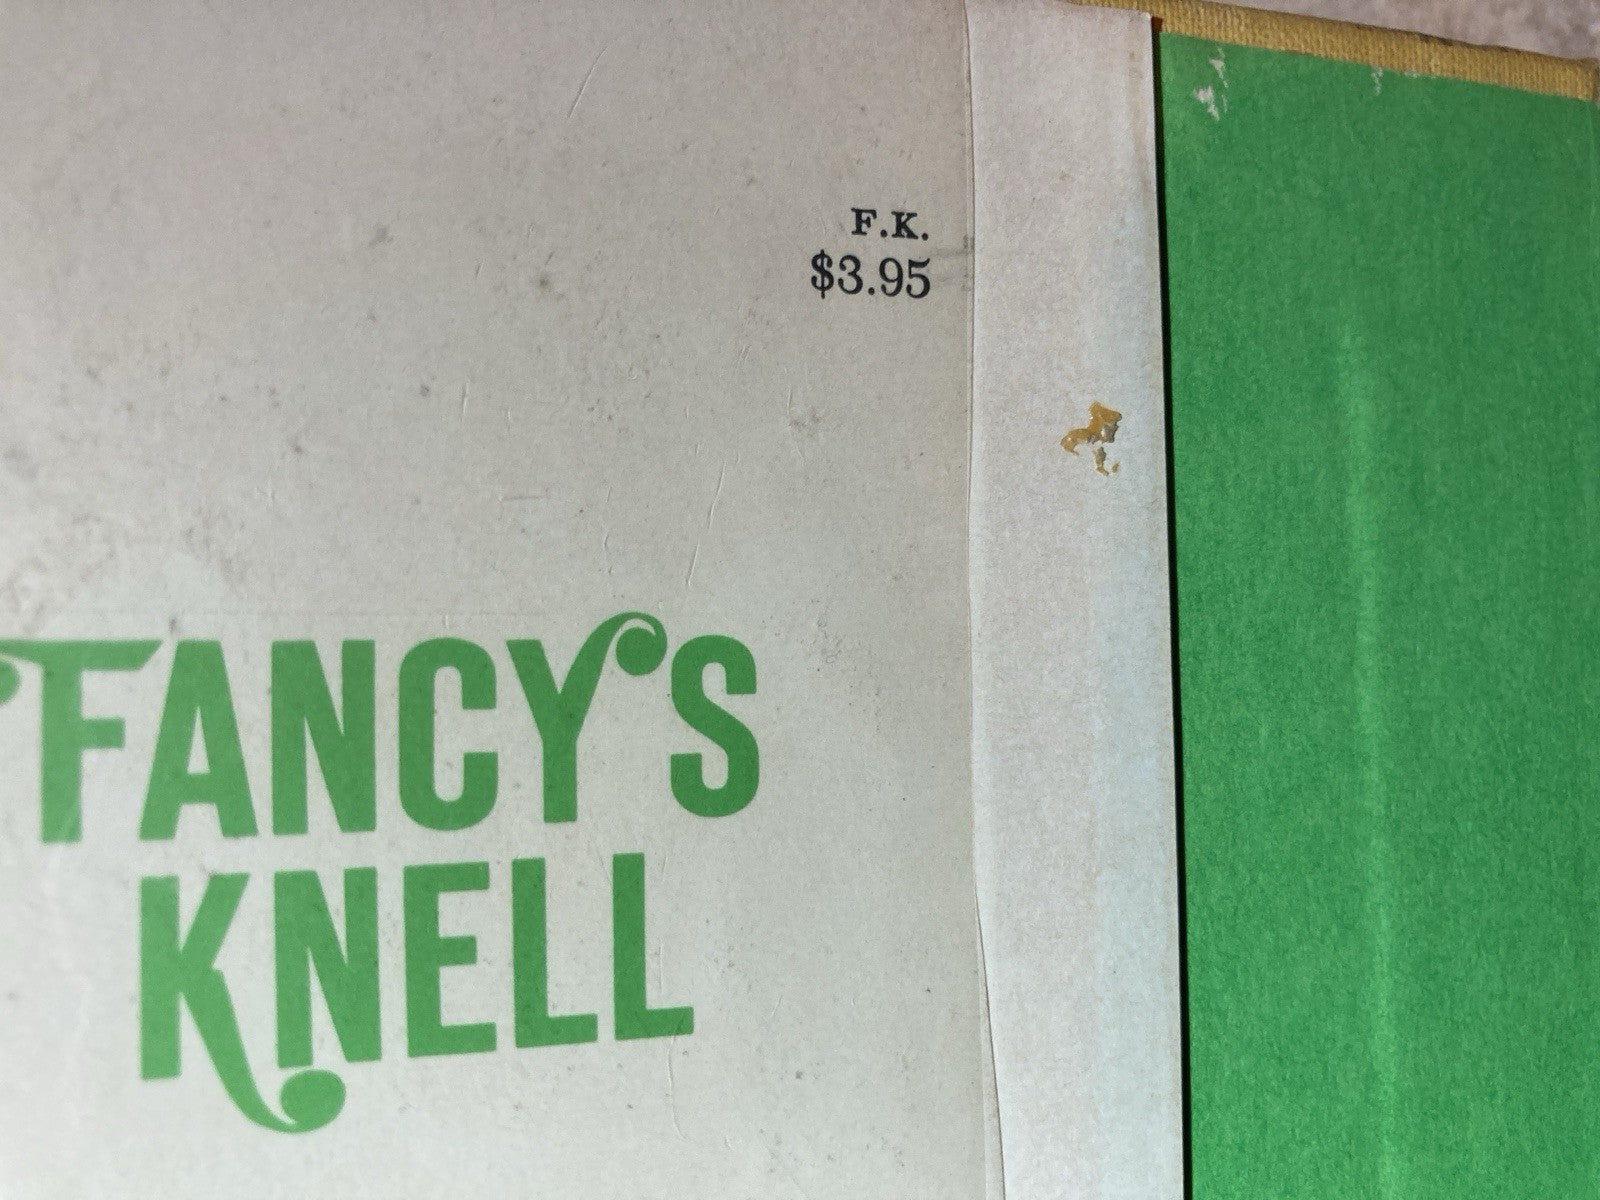 F.K.
$3.95
FANCY'S
KNELL